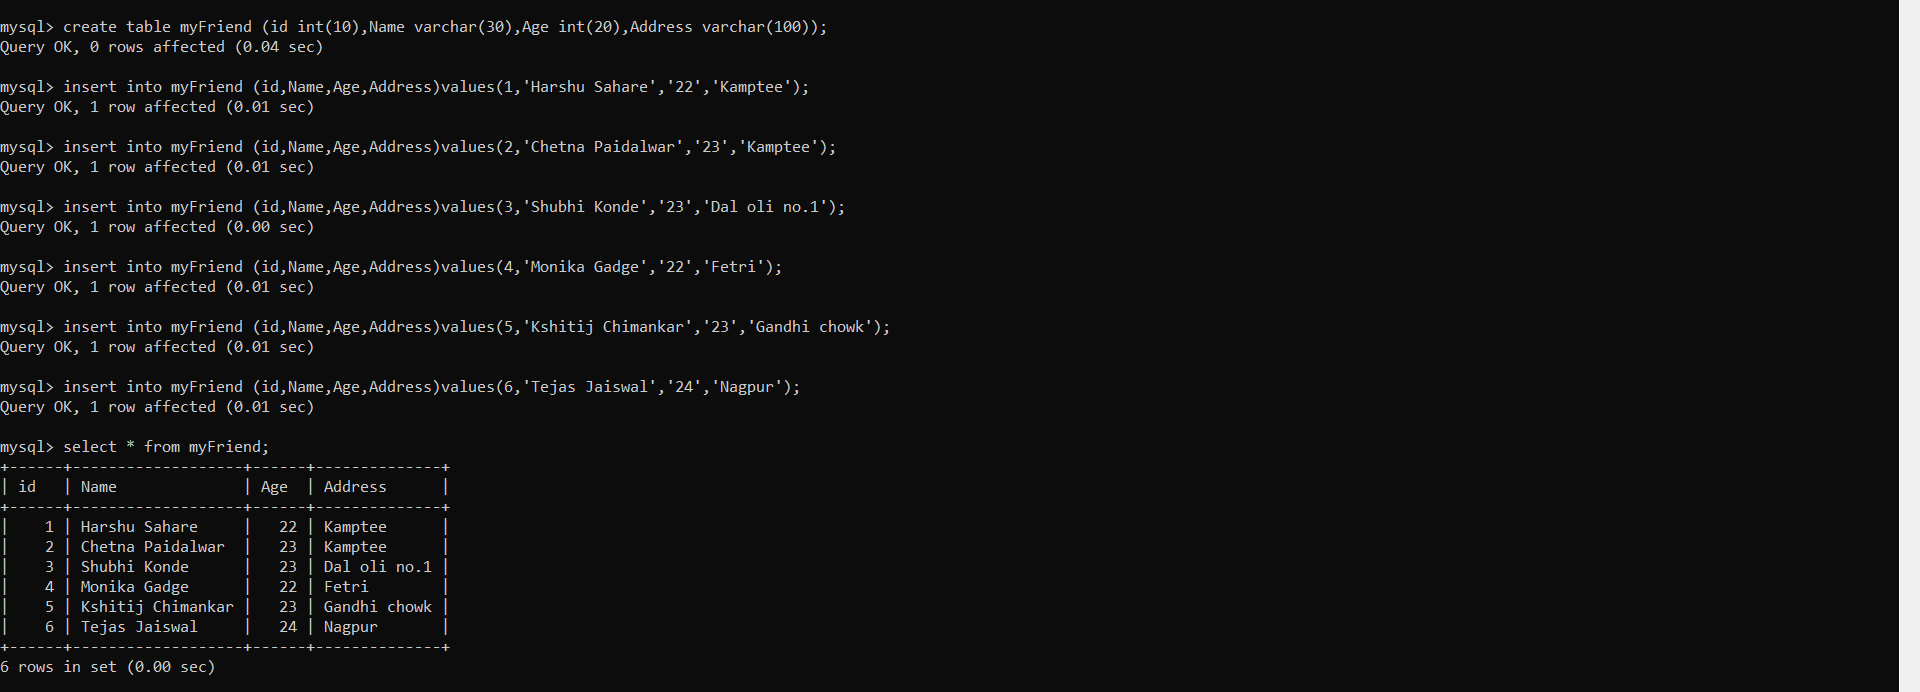 mysql> create table myFriend (id int(10),Name varchar(30),Age int(20),Address varchar(100));
Query OK, 0 rows affected (0.04 sec)

mysql> insert into myFriend (id,Name,Age,Address)values(1,'Harshu Sahare','22','Kamptee');
Query OK, 1 row affected (0.01 sec)

mysql> insert into myFriend (id,Name,Age,Address)values(2,'Chetna Paidalwar','23','Kamptee');
Query OK, 1 row affected (0.01 sec)

mysql> insert into myFriend (id,Name,Age,Address)values(3,'Shubhi Konde','23','Dal oli no.1');
Query OK, 1 row affected (0.00 sec)

mysql> insert into myFriend (id,Name,Age,Address)values(4,'Monika Gadge','22','Fetri');
Query OK, 1 row affected (0.01 sec)

mysql> insert into myFriend (id,Name,Age,Address)values(5,'Kshitij Chimankar','23','Gandhi chowk');
Query OK, 1 row affected (0.01 sec)

mysql> insert into myFriend (id,Name,Age,Address)values(6,'Tejas Jaiswal','24','Nagpur');
Query OK, 1 row affected (0.01 sec)

mysql> select * from myFriend;
+------+-------------------+------+--------------+
| id   | Name              | Age  | Address      |
+------+-------------------+------+--------------+
|    1 | Harshu Sahare     |   22 | Kamptee      |
|    2 | Chetna Paidalwar  |   23 | Kamptee      |
|    3 | Shubhi Konde      |   23 | Dal oli no.1 |
|    4 | Monika Gadge      |   22 | Fetri        |
|    5 | Kshitij Chimankar |   23 | Gandhi chowk |
|    6 | Tejas Jaiswal     |   24 | Nagpur       |
+------+-------------------+------+--------------+
6 rows in set (0.00 sec)